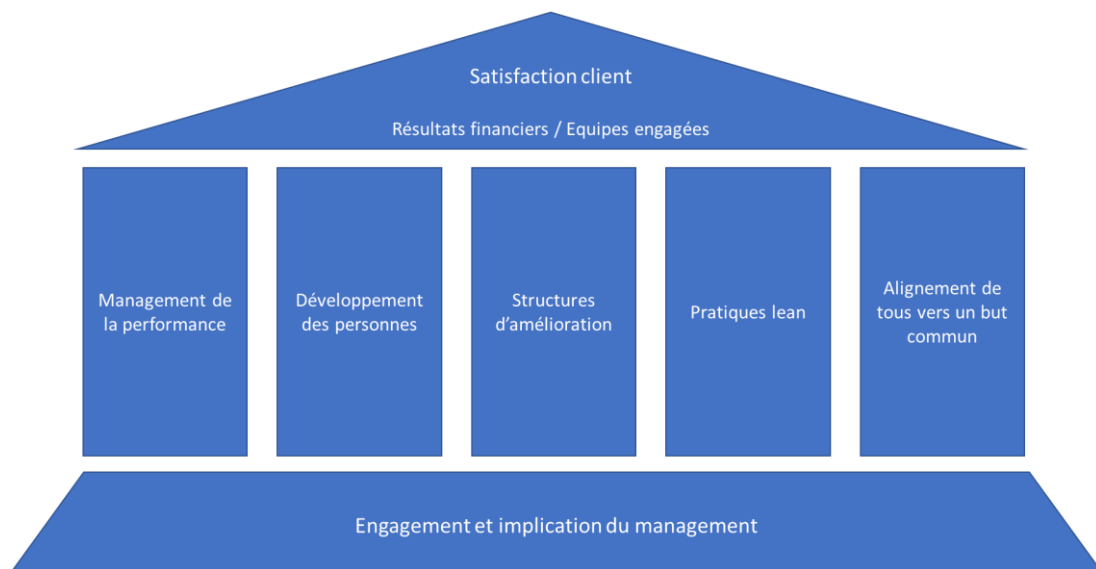 Satisfaction client
Résultats financiers / Equipes engagées
Management de
la performance
Développement
des personnes
Structures
d'amélioration
Pratiques lean
Alignement de
tous vers un but
commun
Engagement et implication du management